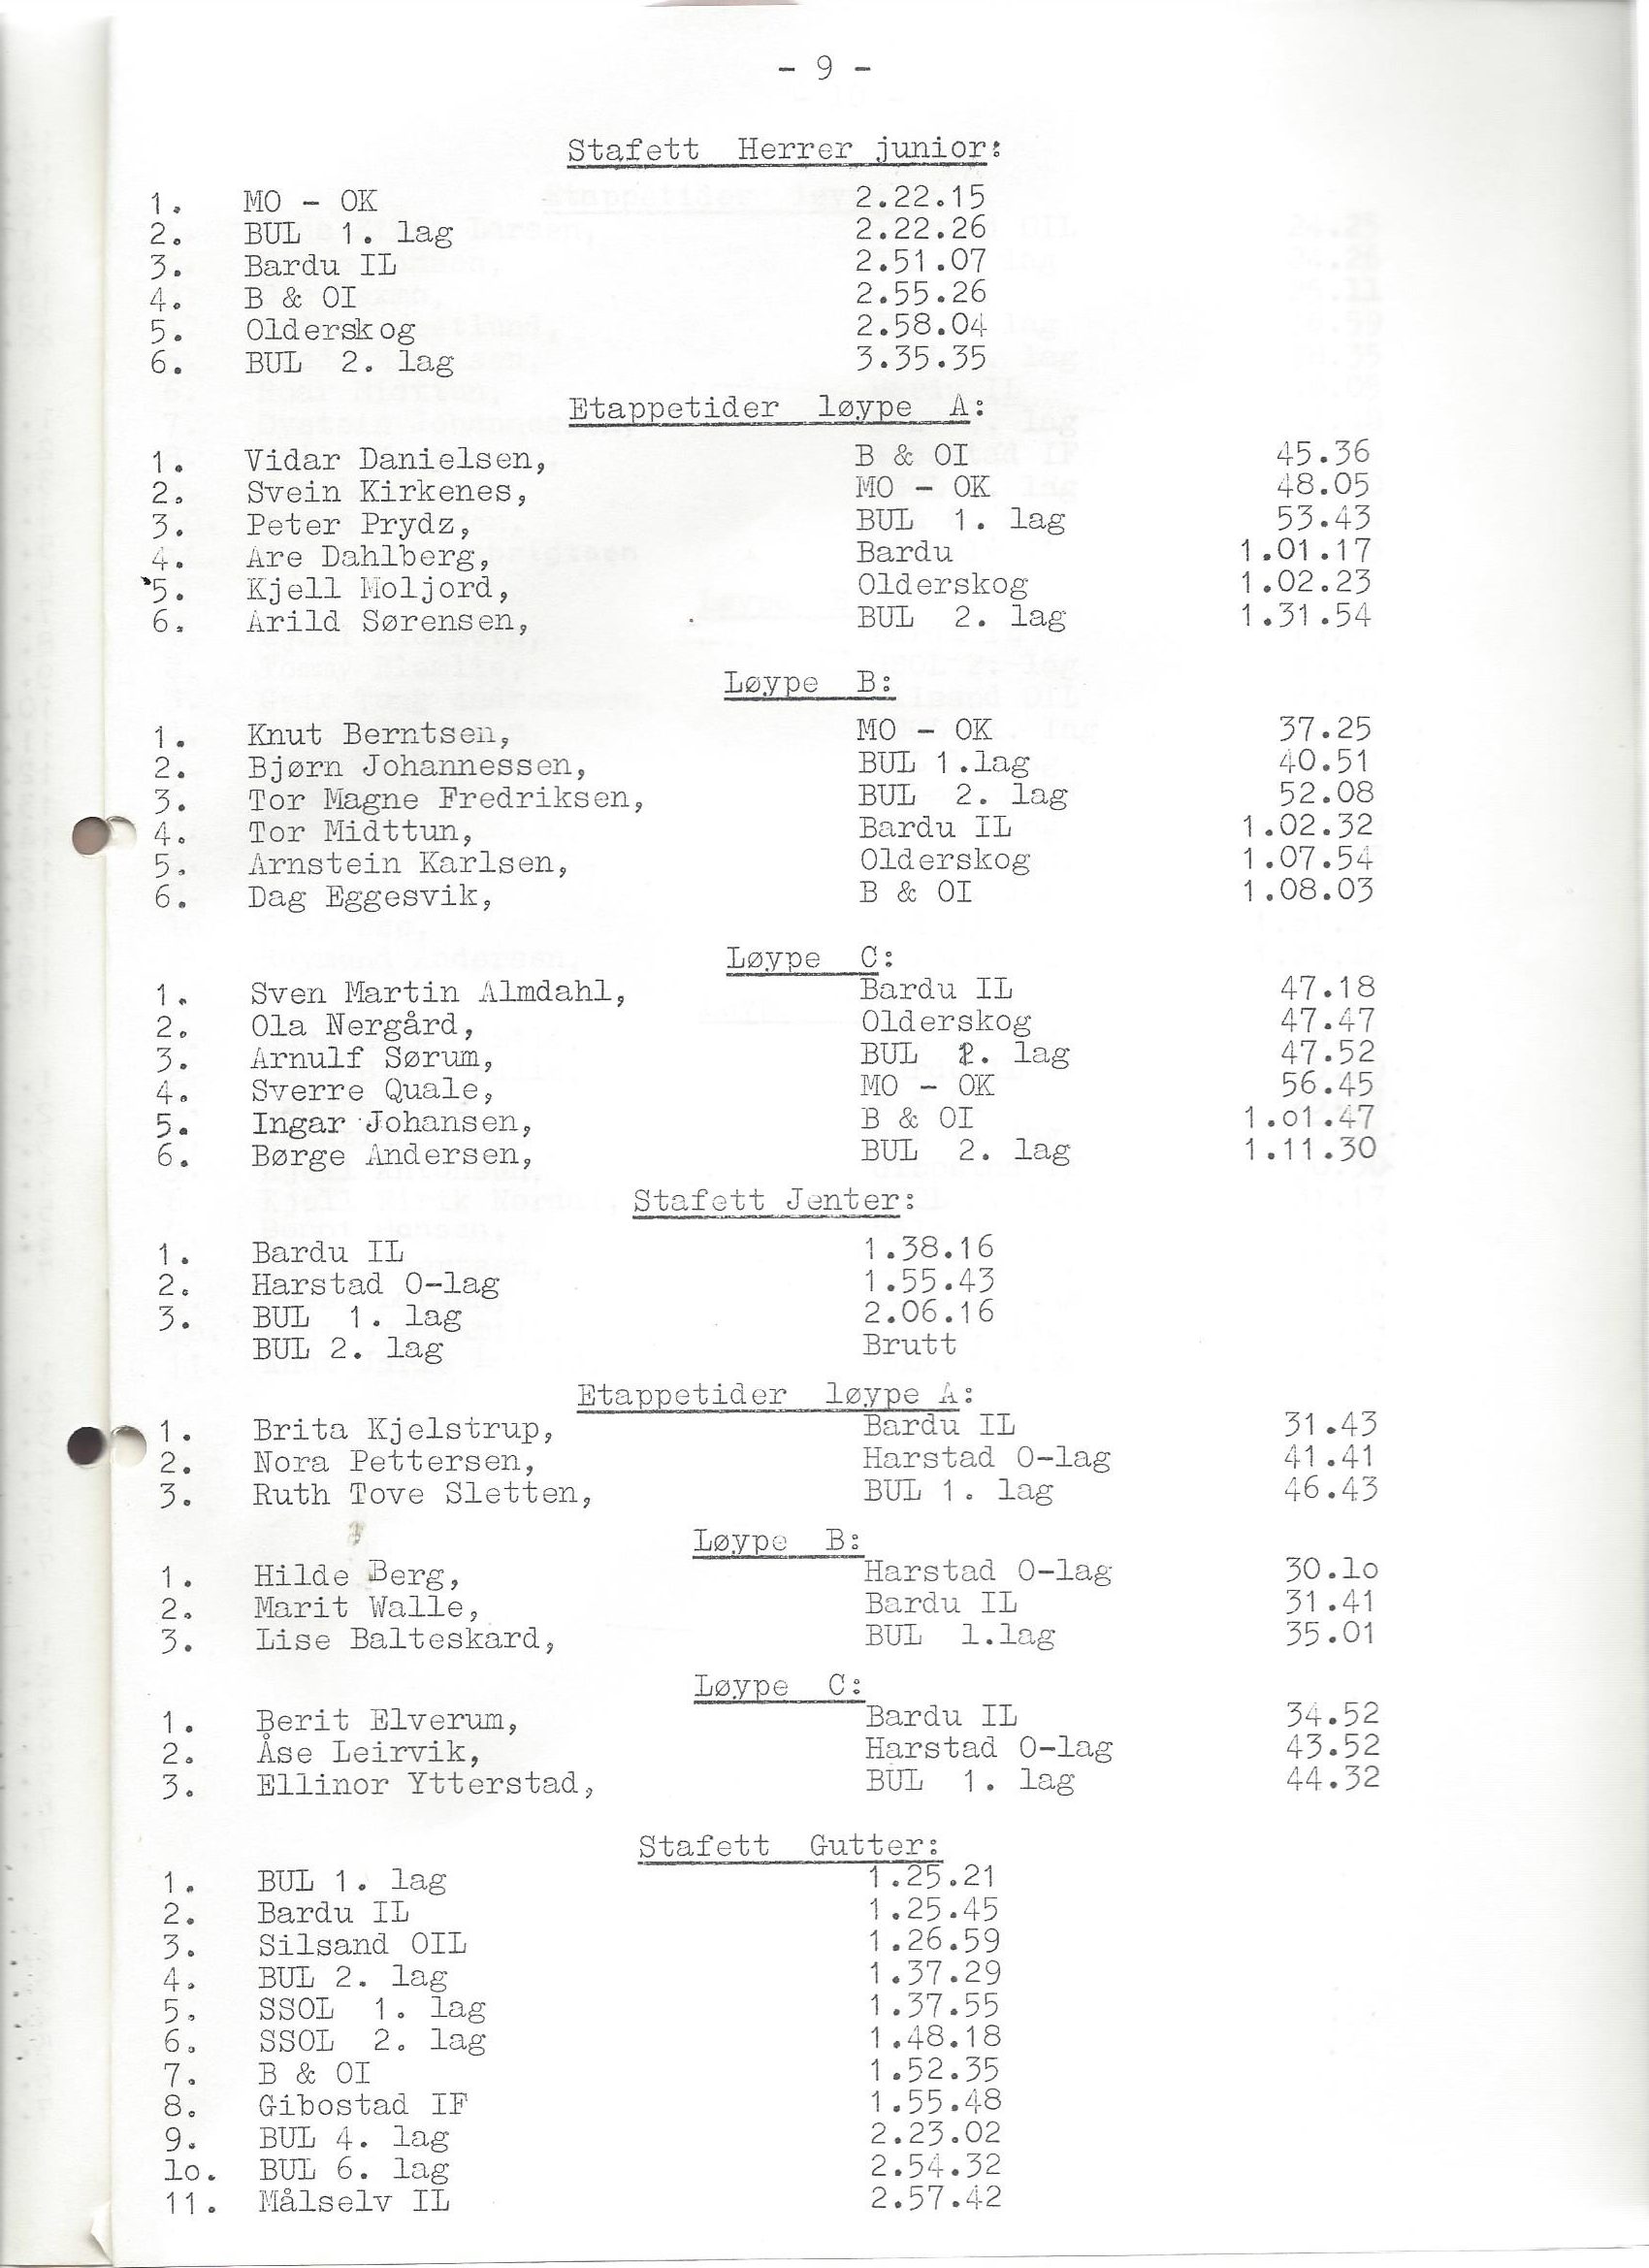 - 9 -
Stafett Herrer junior:
1. MO - OK 2.22.15
2. BUL 1. lag 2.22.26
3. Bardu IL 2.51.07
4. B & OI 2.55.26
5. Olderskog 2.58.04
6. BUL 2. lag 3.35.35
Etappetider løype A:
1. Vidar Danielsen, B & OI 45.36
2. Svein Kirkenes, MO - OK 48.05
3. Peter Prydz, BUL 1. lag 53.43
4. Are Dahlberg, Bardu 1.01.17
5. Kjell Moljord, Olderskog 1.02.23
6. Arild Sørensen, BUL 2. lag 1.31.54
Løype B:
1. Knut Berntsen, MO - OK 37.25
2. Bjørn Johannessen, BUL 1.lag 40.51
3. Tor Magne Fredriksen, BUL 2. lag 52.08
4. Tor Midttun, Bardu IL 1.02.32
5. Arnstein Karlsen, Olderskog 1.07.54
6. Dag Eggesvik, B & OI 1.08.03
Løype C:
1. Sven Martin Almdahl, Bardu IL 47.18
2. Ola Nergård, Olderskog 47.47
3. Arnulf Sørum, BUL 1. lag 47.52
4. Sverre Quale, MO - OK 56.45
5. Ingar Johansen, B & OI 1.o1.47
6. Børge Andersen, BUL 2. lag 1.11.30
Stafett Jenter:
1. Bardu IL 1.38.16
2. Harstad O-lag 1.55.43
3. BUL 1. lag 2.06.16
BUL 2. lag Brutt
Etappetider løype A:
1. Brita Kjelstrup, Bardu IL 31.43
2. Nora Pettersen, Harstad O-lag 41.41
3. Ruth Tove Sletten, BUL 1. lag 46.43
Løype B:
1. Hilde Berg, Harstad O-lag 30.lo
2. Marit Walle, Bardu IL 31.41
3. Lise Balteskard, BUL 1.lag 35.01
Løype C:
1. Berit Elverum, Bardu IL 34.52
2. Åse Leirvik, Harstad O-lag 43.52
3. Ellinor Ytterstad, BUL 1. lag 44.32
Stafett Gutter:
1. BUL 1. lag 1.25.21
2. Bardu IL 1.25.45
3. Silsand OIL 1.26.59
4. BUL 2. lag 1.37.29
5. SSOL 1. lag 1.37.55
6. SSOL 2. lag 1.48.18
7. B & OI 1.52.35
8. Gibostad IF 1.55.48
9. BUL 4. lag 2.23.02
lo. BUL 6. lag 2.54.32
11. Målselv IL 2.57.42